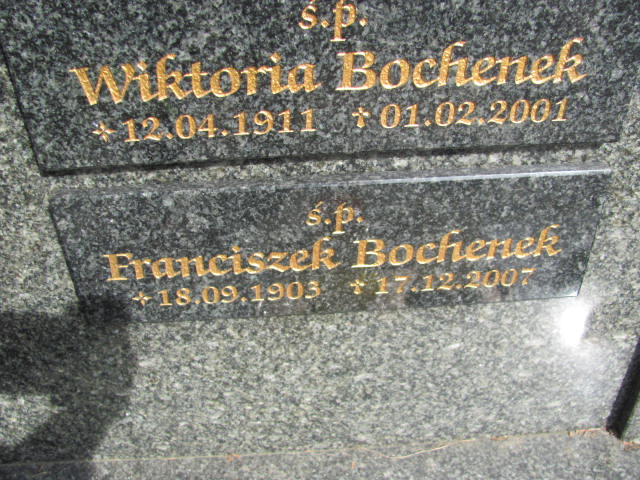 ś.p.
Wiktoria Bochenek
✢ 12.04.1911 † 01.02.2001
ś.p.
Franciszek Bochenek
✢ 18.09.1903 † 17.12.2007